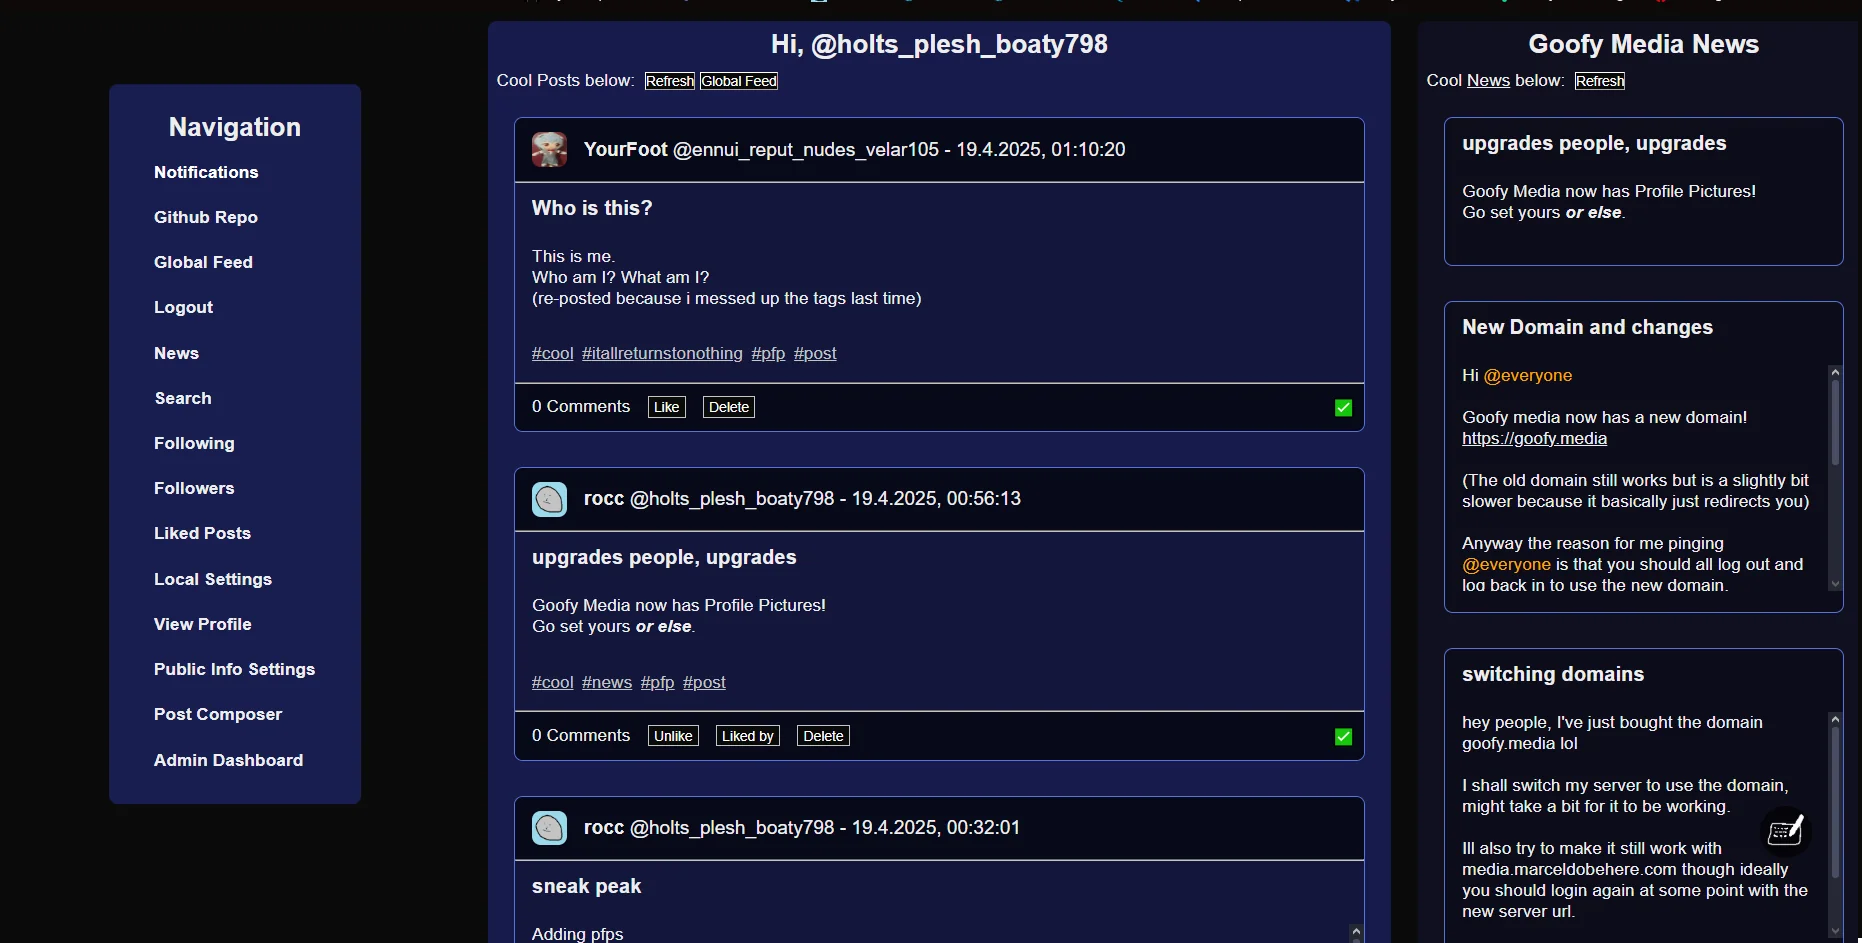 Navigation
Notifications
Github Repo
Global Feed
Logout
News
Search
Following
Followers
Liked Posts
Local Settings
View Profile
Public Info Settings
Post Composer
Admin Dashboard
Hi, @holts_plesh_boaty798
Cool Posts below: Refresh Global Feed
YourFoot @ennui_reput_nudes_velar105 - 19.4.2025, 01:10:20
Who is this?
This is me.
Who am I? What am I?
(re-posted because i messed up the tags last time)
#cool #itallreturnstonothing #pfp #post
0 Comments Like Delete
rocc @holts_plesh_boaty798 - 19.4.2025, 00:56:13
upgrades people, upgrades
Goofy Media now has Profile Pictures!
Go set yours or else.
#cool #news #pfp #post
0 Comments Unlike Liked by Delete
rocc @holts_plesh_boaty798 - 19.4.2025, 00:32:01
sneak peak
Adding pfps
Goofy Media News
Cool News below: Refresh
upgrades people, upgrades
Goofy Media now has Profile Pictures!
Go set yours or else.
New Domain and changes
Hi @everyone
Goofy media now has a new domain!
https://goofy.media
(The old domain still works but is a slightly bit
slower because it basically just redirects you)
Anyway the reason for me pinging
@everyone is that you should all log out and
log back in to use the new domain.
switching domains
hey people, I've just bought the domain
goofy.media lol
I shall switch my server to use the domain,
might take a bit for it to be working.
Ill also try to make it still work with
media.marceldobehere.com though ideally
you should login again at some point with the
new server url.